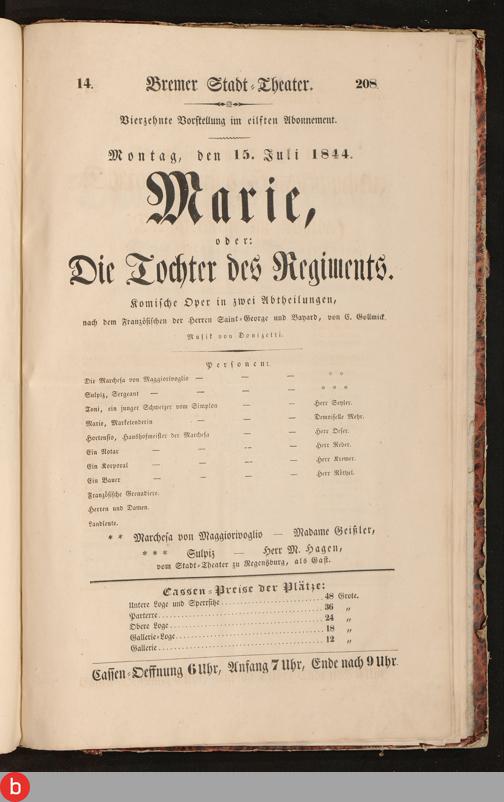 14. Bremer Stadt-Theater. 208
Vierzehnte Vorstellung im eilften Abonnement.
Montag, den 15. Juli 1844.
Marie,
oder:
Die Tochter des Regiments.
Komische Oper in zwei Abtheilungen,
nach dem Französischen der Herren Saint-George und Bayard, von C. Gollmick.
Musik von Donizetti.
Personen:
Die Marchesa von Maggiorivoglio — — — * *
Sulpiz, Sergeant — — — — * * *
Toni, ein junger Schweizer vom Simplon — — Herr Seyler.
Marie, Marketenderin — — — Demoiselle Mehr.
Hortensio, Haushofmeister der Marchesa — — Herr Oeser.
Ein Notar — — — — Herr Reder.
Ein Korporal — — — — Herr Krewer.
Ein Bauer — — — — Herr Röttzel.
Französische Grenadiere.
Herren und Damen.
Landleute.
* * Marchesa von Maggiorivoglio — Madame Geißler,
* * * Sulpiz — Herr M. Hagen,
vom Stadt-Theater zu Regensburg, als Gast.
Cassen-Preise der Plätze:
Untere Loge und Sperrsitze 48 Grote.
Parterre 36 „
Obere Loge 24 „
Gallerie-Loge 18 „
Gallerie 12 „
Cassen-Oeffnung 6 Uhr, Anfang 7 Uhr, Ende nach 9 Uhr.
b